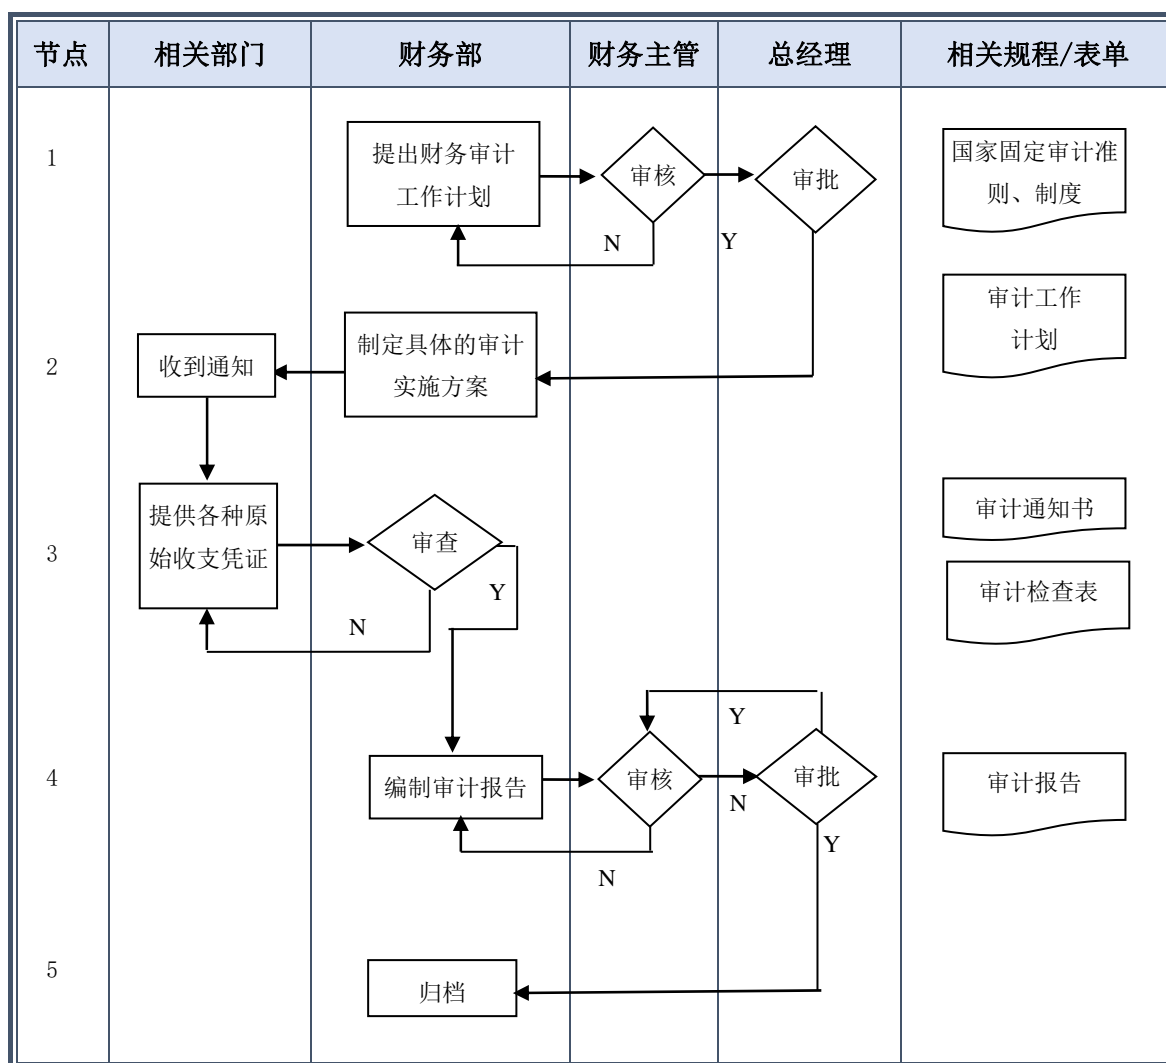 节点
相关部门
财务部
财务主管
总经理
相关规程/表单
1
提出财务审计
工作计划
审核
审批
国家固定审计准
则、制度
N
Y
审计工作
计划
2
收到通知
制定具体的审计
实施方案
3
提供各种原
始收支凭证
审查
Y
N
审计通知书
审计检查表
Y
4
编制审计报告
审核
N
审批
Y
N
审计报告
5
归档